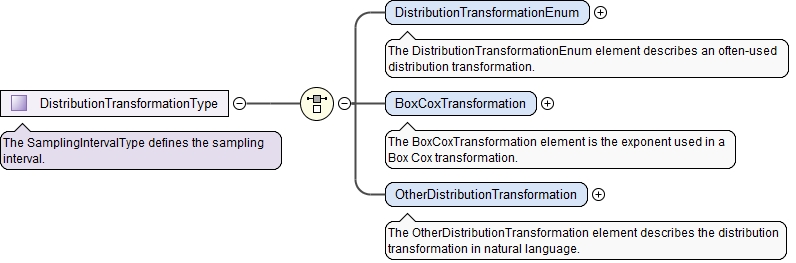 DistributionTransformationEnum
The DistributionTransformationEnum element describes an often-used
distribution transformation.
DistributionTransformationType
The SamplingIntervalType defines the sampling
interval.
BoxCoxTransformation
The BoxCoxTransformation element is the exponent used in a
Box Cox transformation.
OtherDistributionTransformation
The OtherDistributionTransformation element describes the distribution
transformation in natural language.